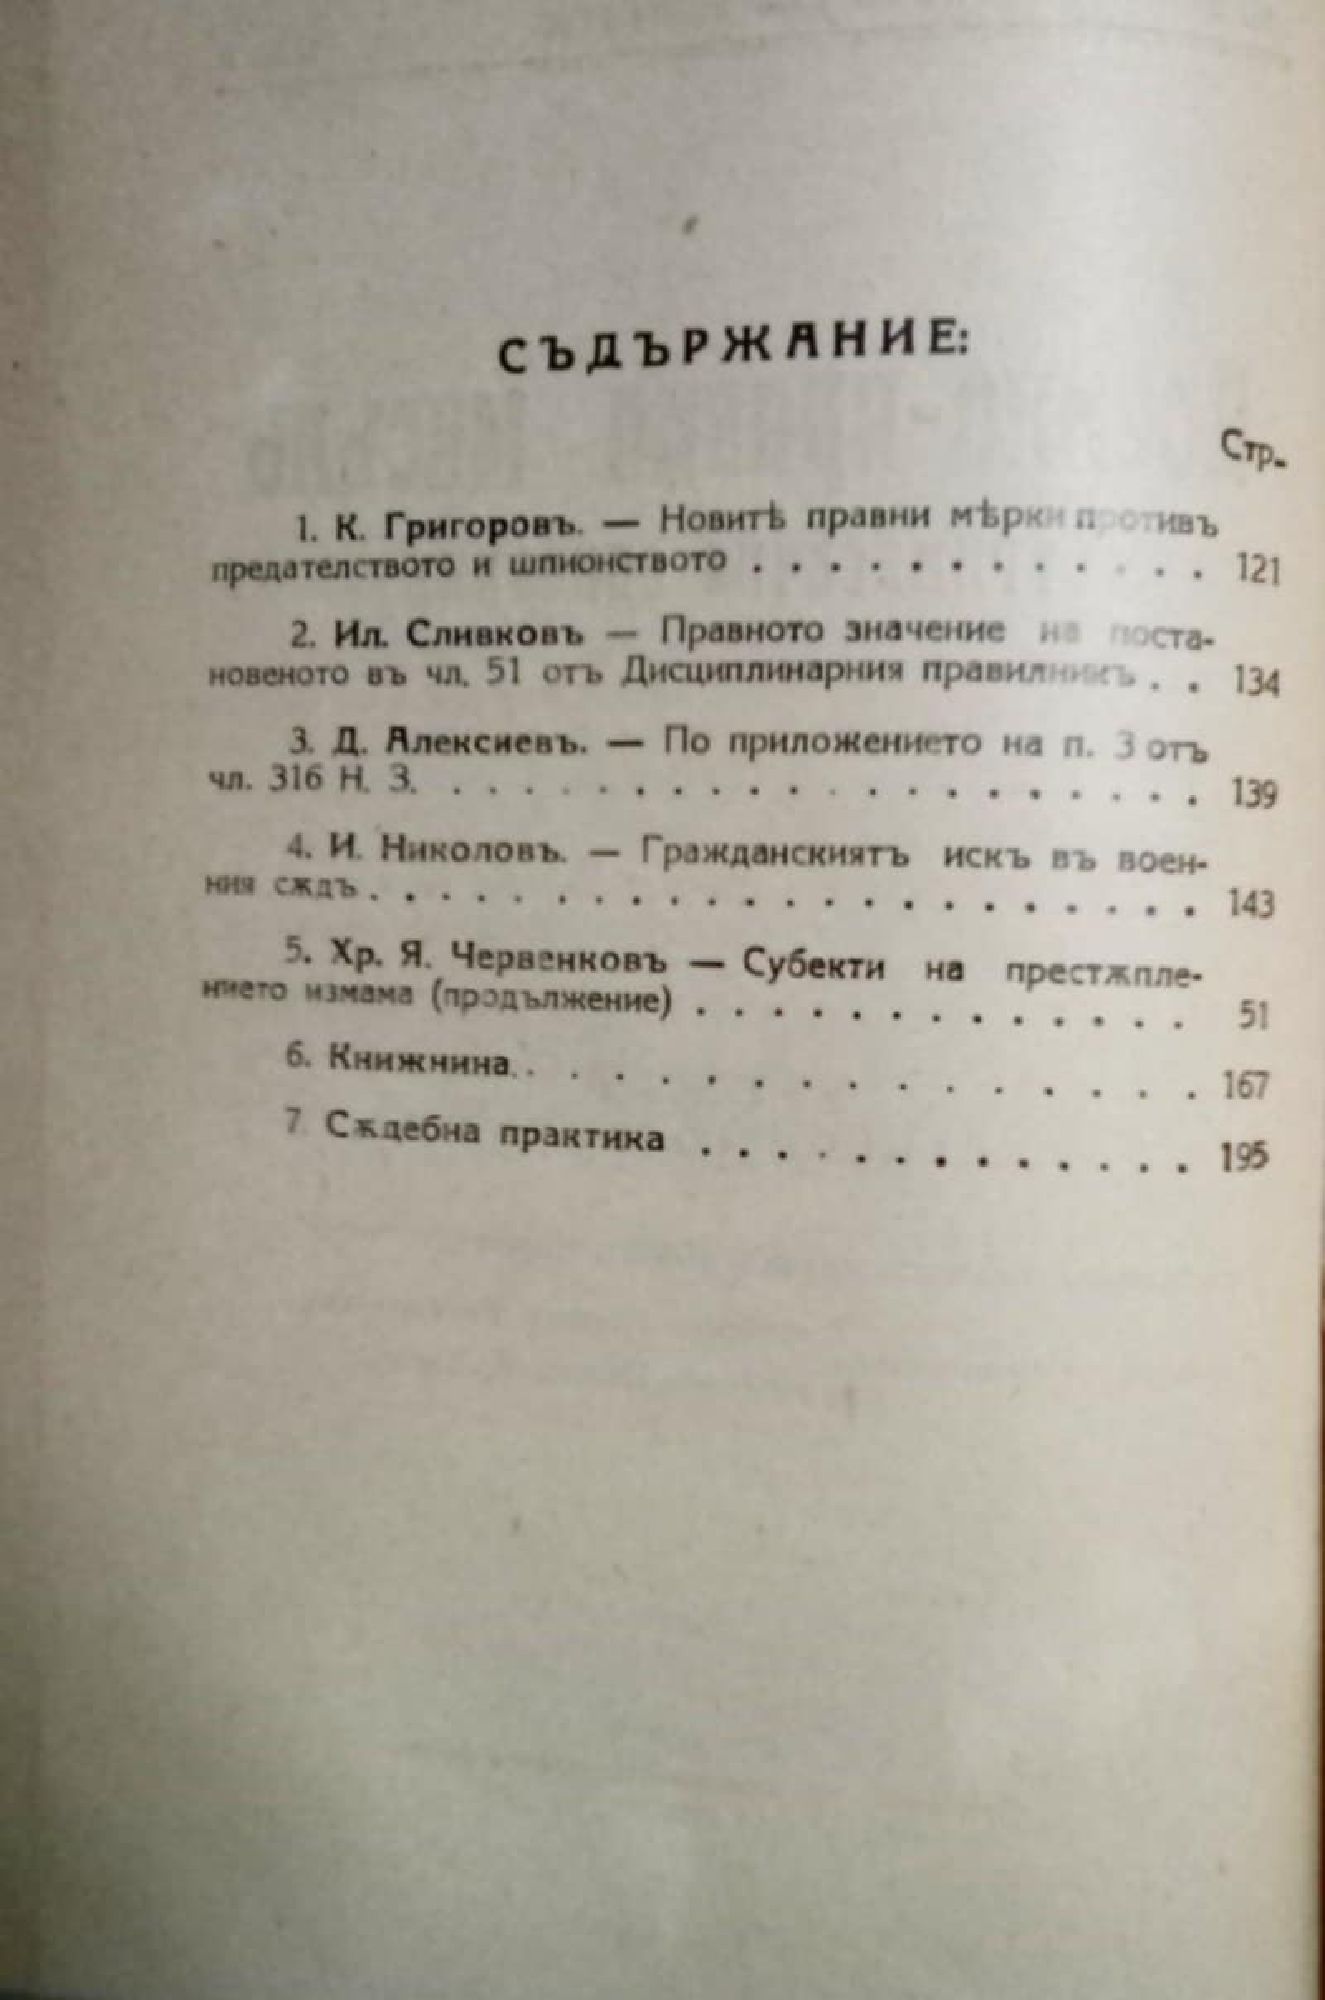 СЪДЪРЖАНИЕ:
Стр.
1. К. Григоровъ. — Новитѣ правни мѣрки противъ
предателството и шпионството . . . . . . . . . . . . 121
2. Ил. Сливковъ — Правното значение на поста-
новеното въ чл. 51 отъ Дисциплинарния правилникъ . . 134
3. Д. Алексиевъ. — По приложението на п. 3 отъ
чл. 316 Н. З. . . . . . . . . . . . . . . . . . . . 139
4. И. Николовъ. — Гражданскиятъ искъ въ воен-
ния сѫдъ . . . . . . . . . . . . . . . . . . . . . 143
5. Хр. Я. Червенковъ — Субекти на престѫпле-
нието измама (продължение) . . . . . . . . . . . . . 51
6. Книжнина . . . . . . . . . . . . . . . . 167
7 Сѫдебна практика . . . . . . . . . . . . . 195